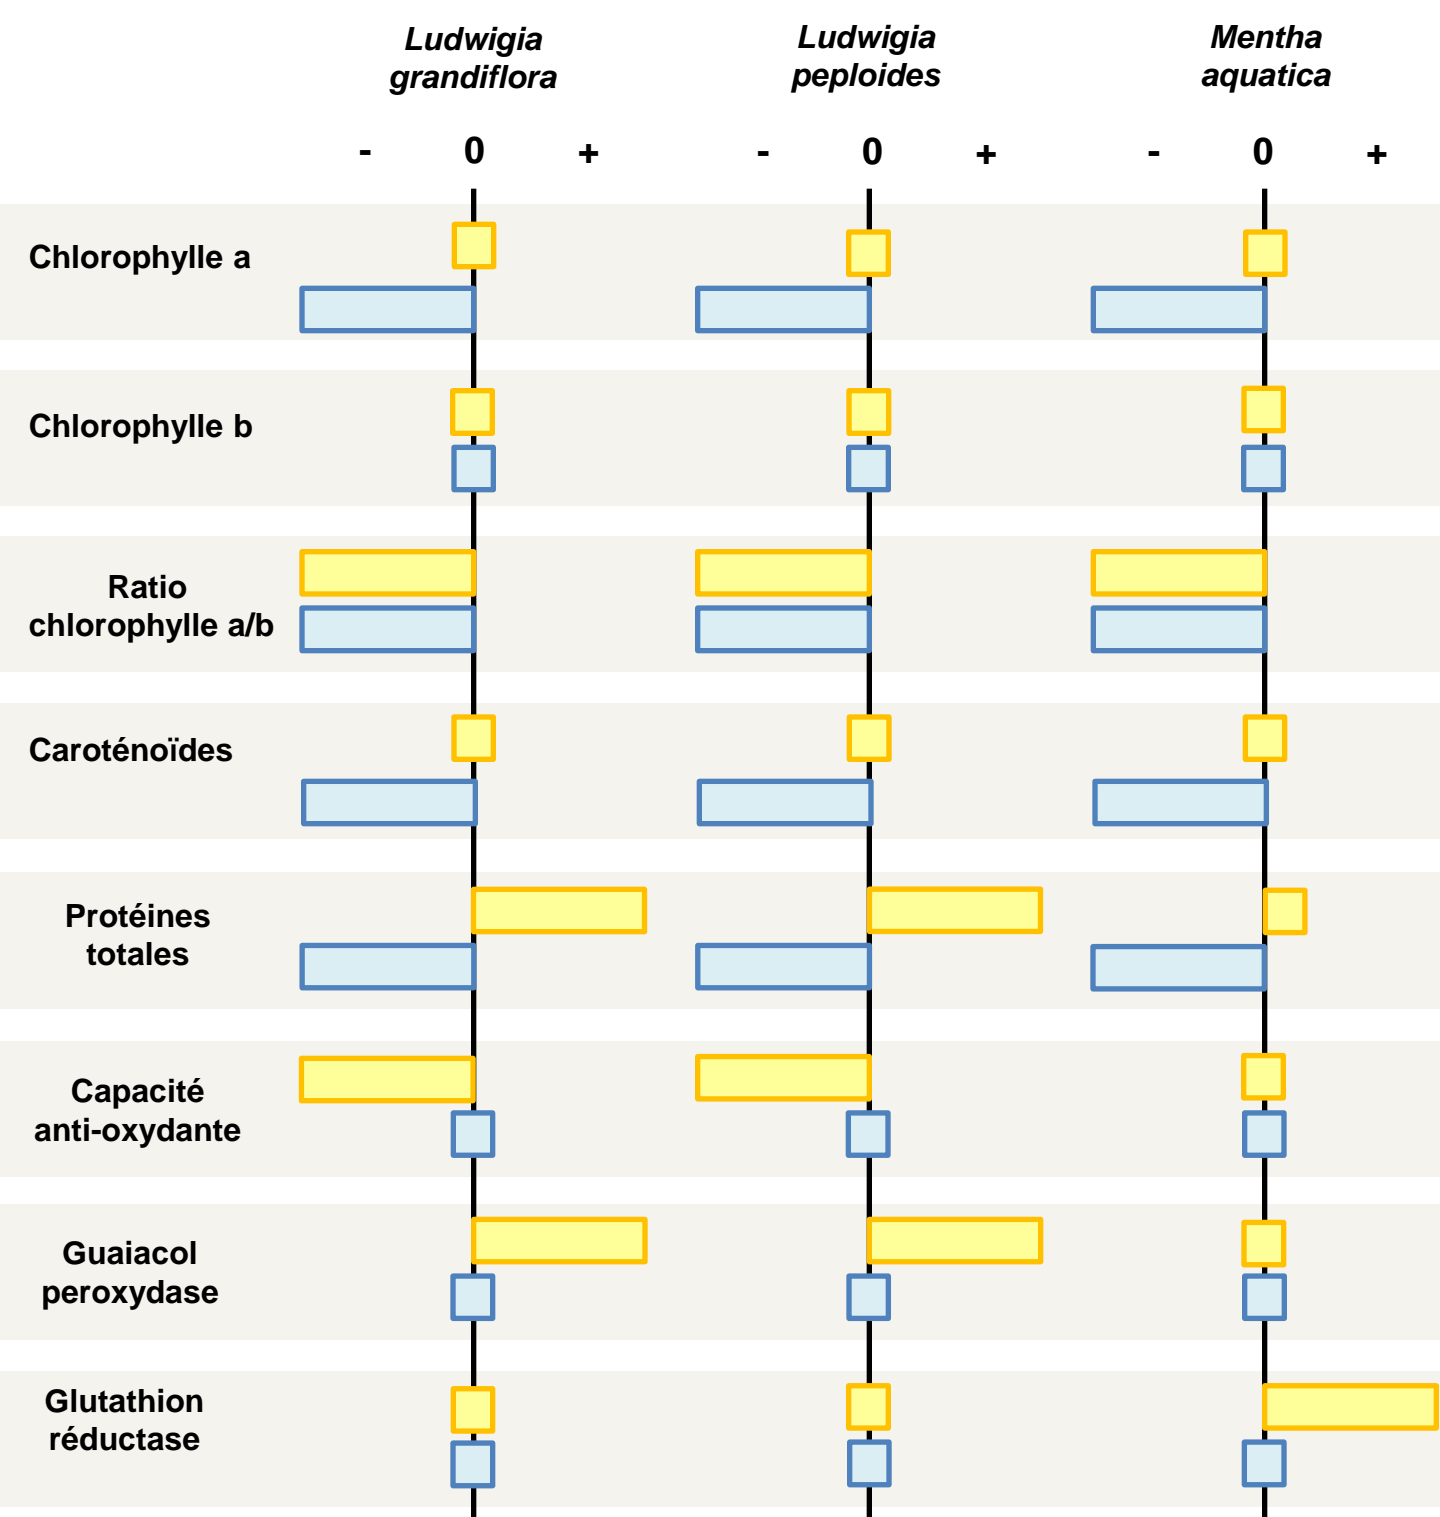 Ludwigia
grandiflora
Ludwigia
peploides
Mentha
aquatica
- 0 + - 0 + - 0 +
Chlorophylle a
Chlorophylle b
Ratio
chlorophylle a/b
Caroténoïdes
Protéines
totales
Capacité
anti-oxydante
Guaiacol
peroxydase
Glutathion
réductase